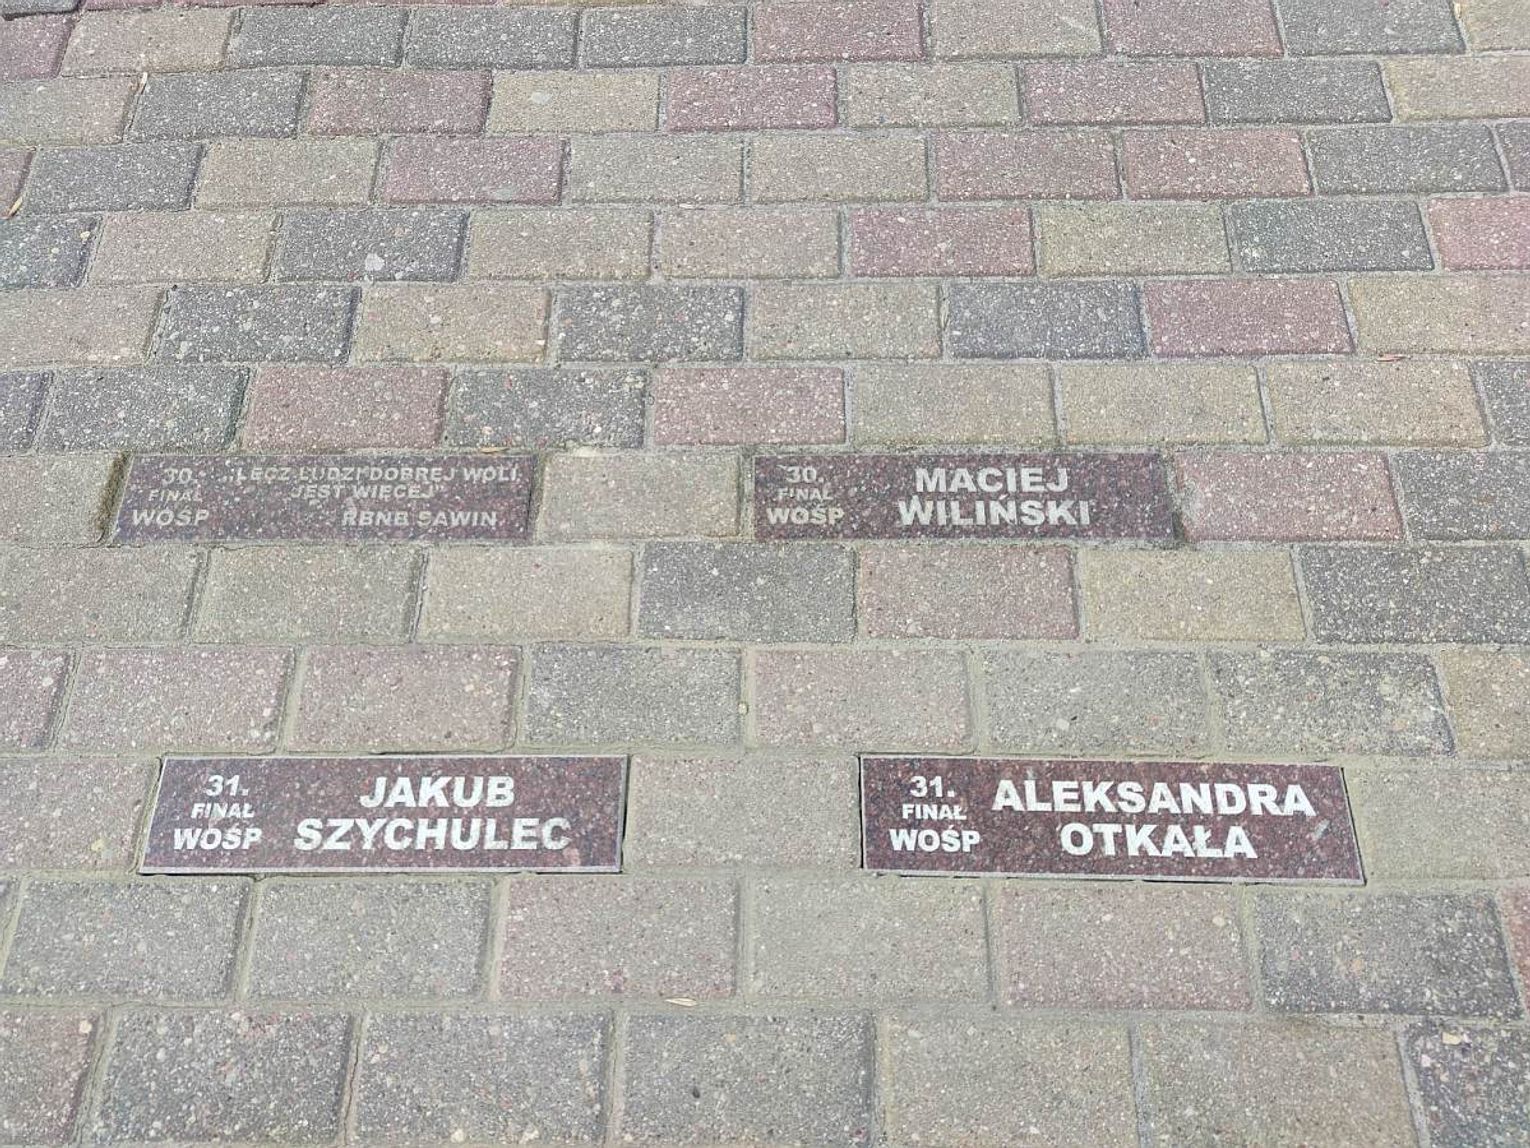 30.
FINAŁ
WOŚP
„LECZ LUDZI DOBREJ WOLI
JEST WIĘCEJ"
RBNB SAWIN
30.
FINAŁ
WOŚP
MACIEJ
WILIŃSKI
31.
FINAŁ
WOŚP
JAKUB
SZYCHULEC
31.
FINAŁ
WOŚP
ALEKSANDRA
OTKAŁA